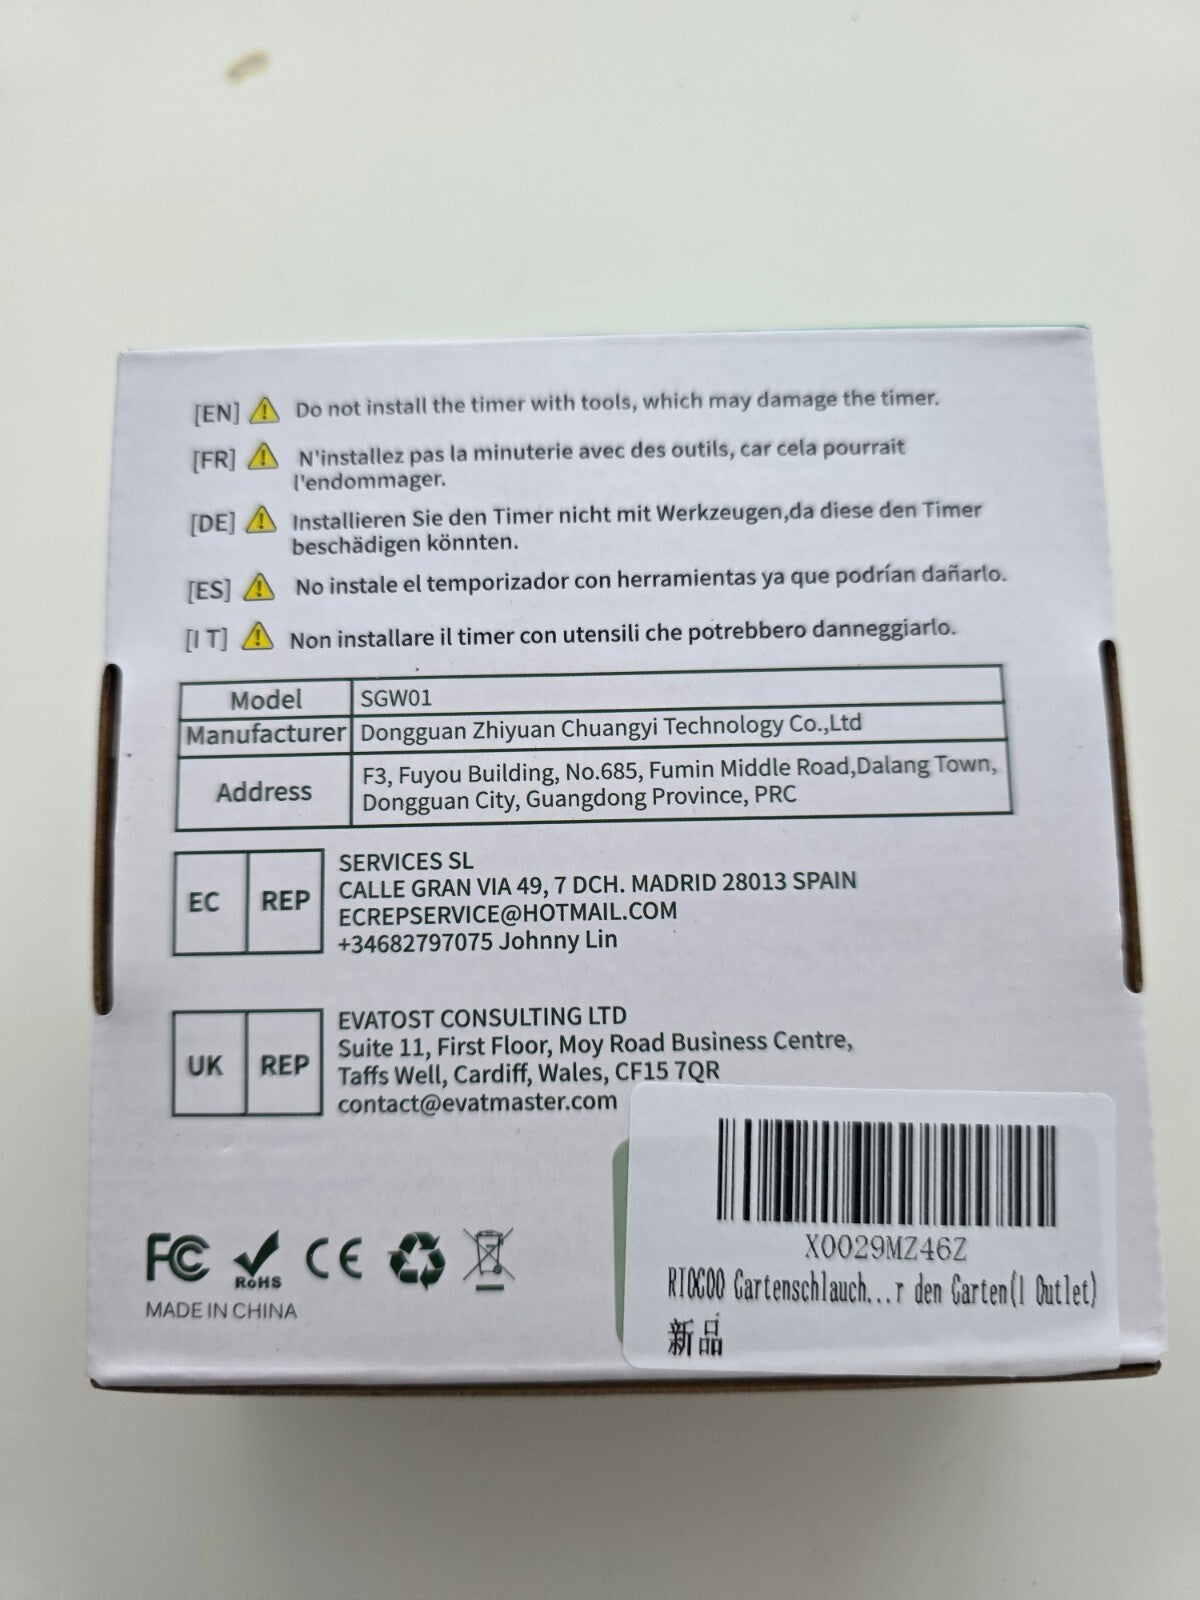 [EN] Do not install the timer with tools, which may damage the timer.
[FR] N'installez pas la minuterie avec des outils, car cela pourrait
l'endommager.
[DE] Installieren Sie den Timer nicht mit Werkzeugen,da diese den Timer
beschädigen könnten.
[ES] No instale el temporizador con herramientas ya que podrían dañarlo.
[I T] Non installare il timer con utensili che potrebbero danneggiarlo.
Model SGW01
Manufacturer Dongguan Zhiyuan Chuangyi Technology Co.,Ltd
Address F3, Fuyou Building, No.685, Fumin Middle Road,Dalang Town,
Dongguan City, Guangdong Province, PRC
EC REP
SERVICES SL
CALLE GRAN VIA 49, 7 DCH. MADRID 28013 SPAIN
ECREPSERVICE@HOTMAIL.COM
+34682797075 Johnny Lin
UK REP
EVATOST CONSULTING LTD
Suite 11, First Floor, Moy Road Business Centre,
Taffs Well, Cardiff, Wales, CF15 7QR
contact@evatmaster.com
FC RoHS CE
MADE IN CHINA
X0029MZ46Z
RIOGOO Gartenschlauch...r den Garten(1 Outlet)
新品